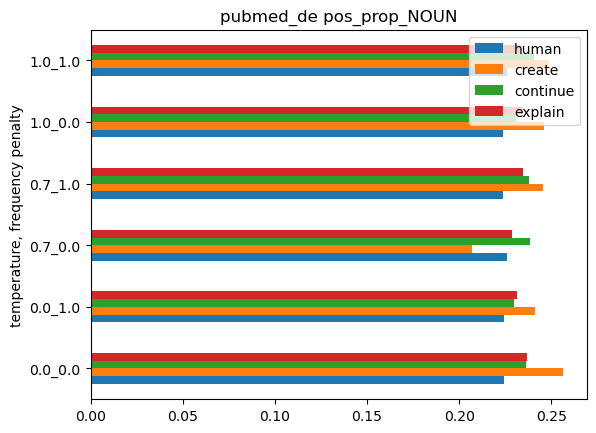 pubmed_de pos_prop_NOUN
human
create
continue
explain
temperature, frequency penalty
1.0_1.0
1.0_0.0
0.7_1.0
0.7_0.0
0.0_1.0
0.0_0.0
0.00 0.05 0.10 0.15 0.20 0.25